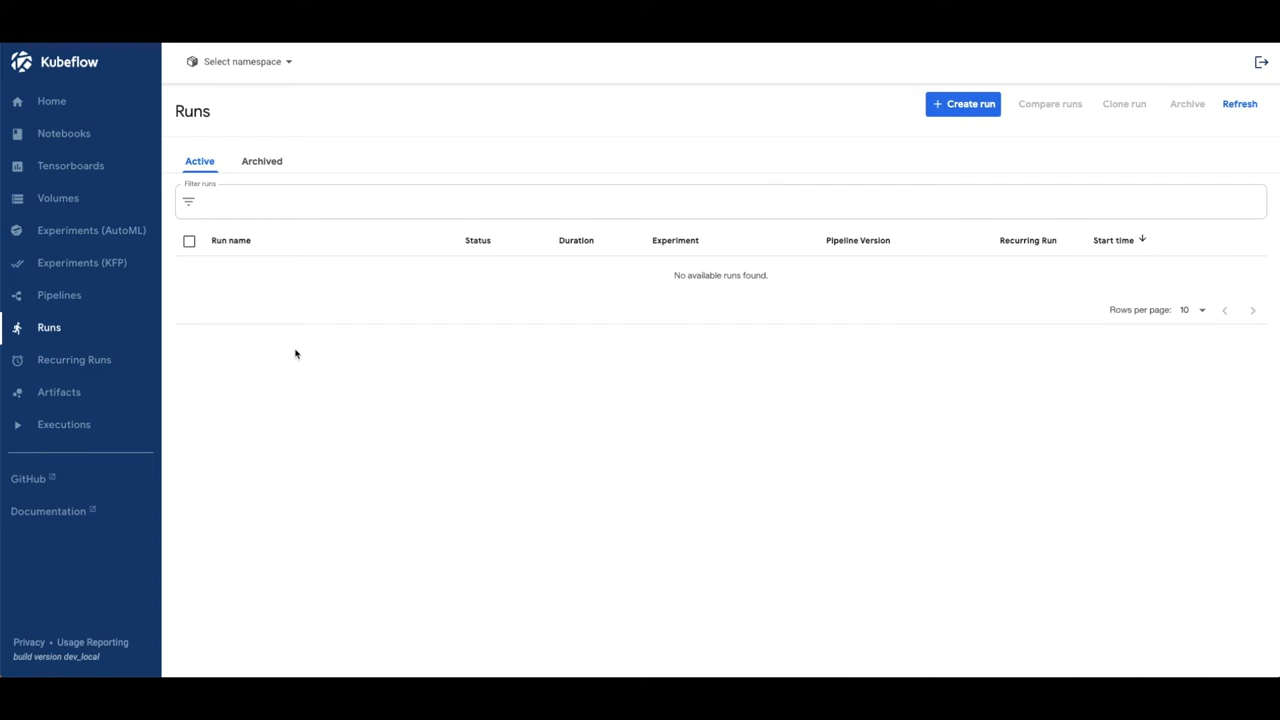 Kubeflow
Select namespace
Home
Notebooks
Tensorboards
Volumes
Experiments (AutoML)
Experiments (KFP)
Pipelines
Runs
Recurring Runs
Artifacts
Executions
GitHub
Documentation
Privacy • Usage Reporting
build version dev_local
Runs
+ Create run Compare runs Clone run Archive Refresh
Active Archived
Filter runs
Run name Status Duration Experiment Pipeline Version Recurring Run Start time
No available runs found.
Rows per page: 10